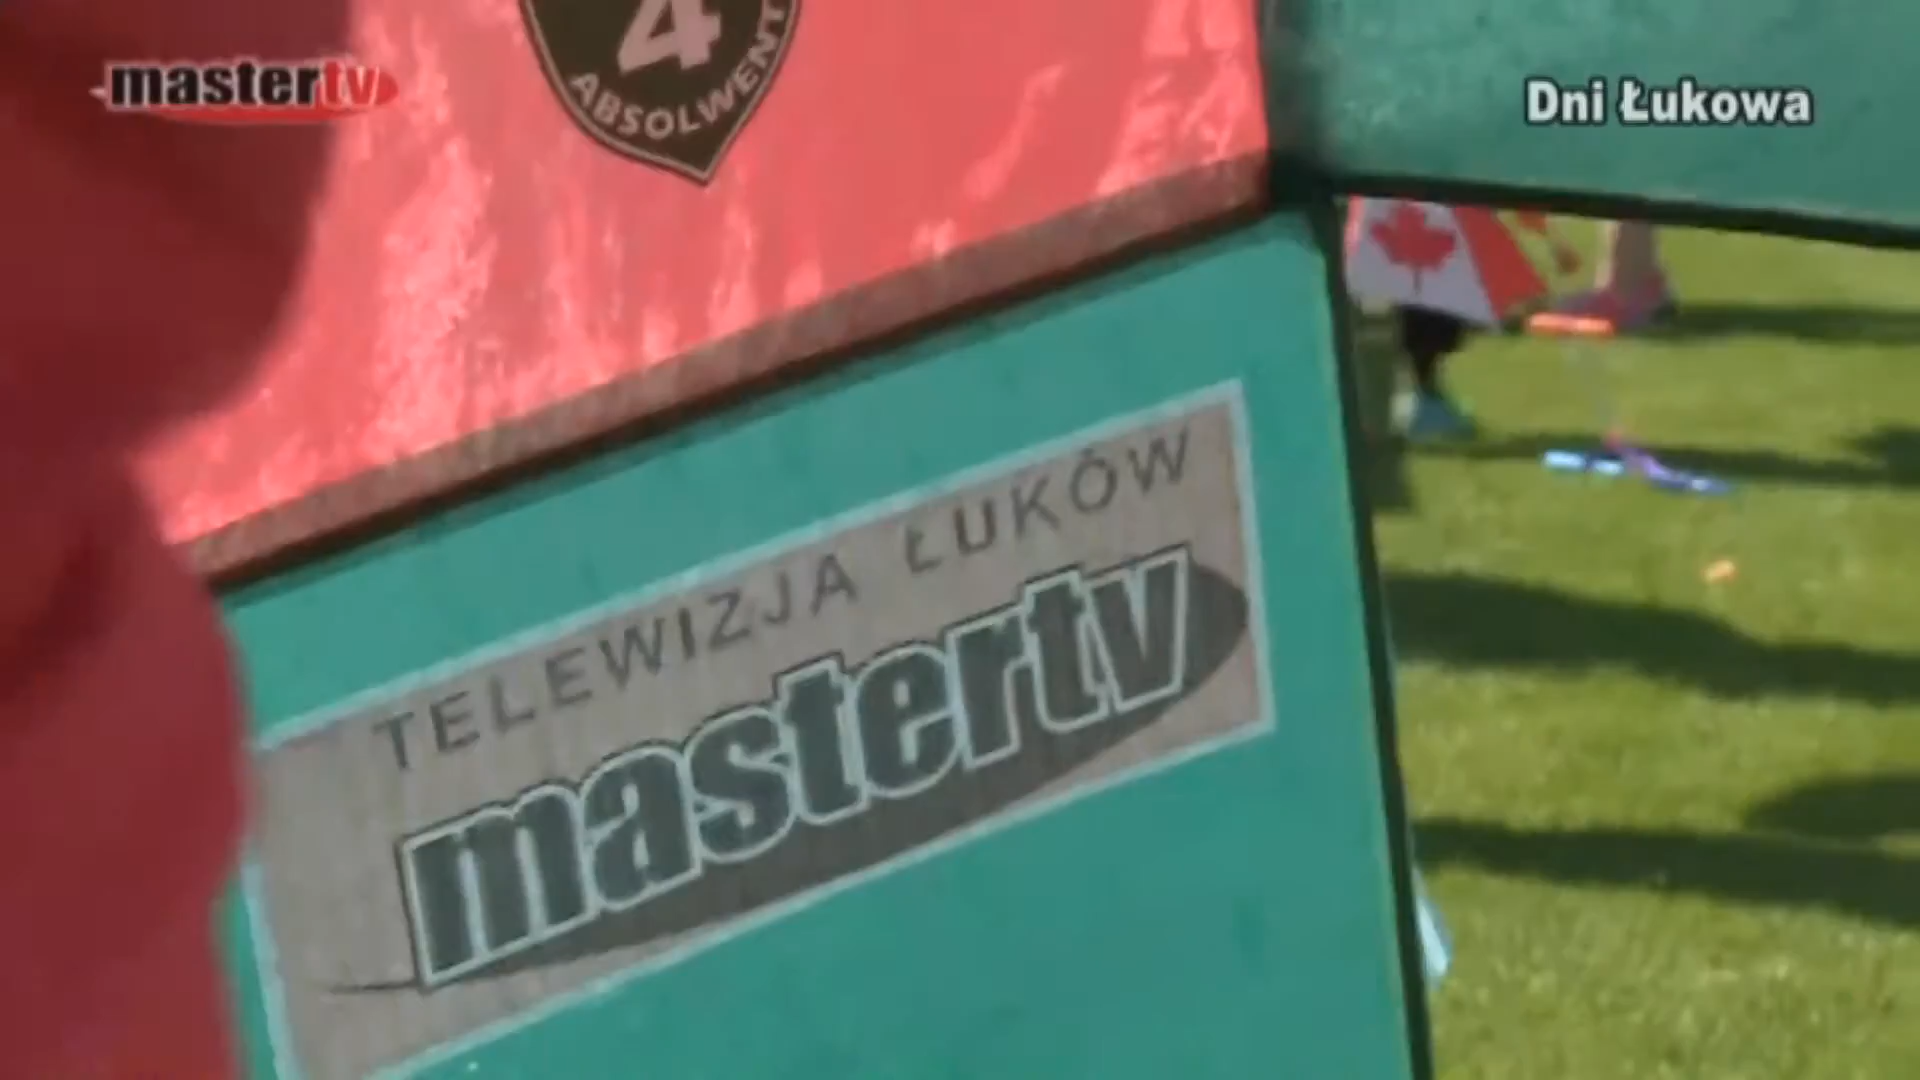 mastertv
Dni Łukowa
4
ABSOLWENT
TELEWIZJA ŁUKÓW
mastertv